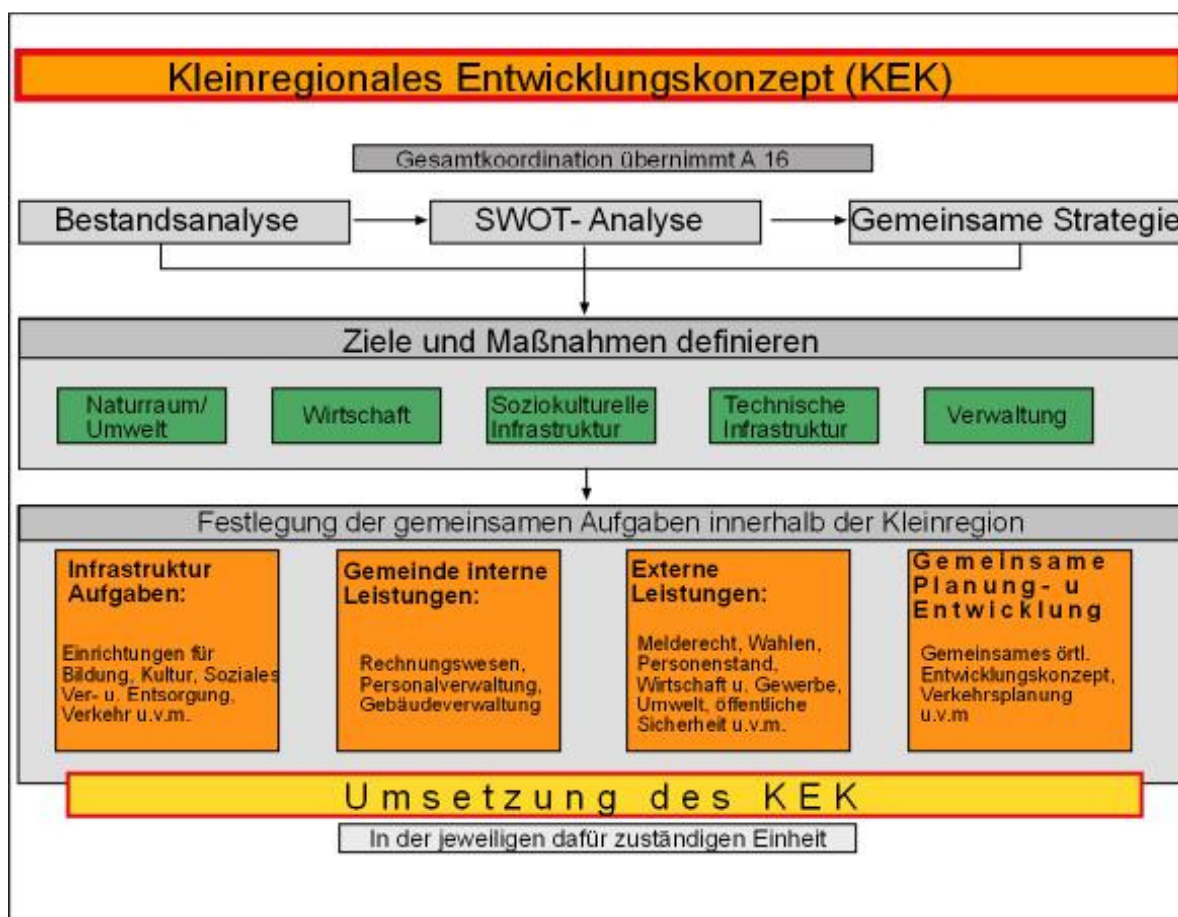 Kleinregionales Entwicklungskonzept (KEK)
Gesamtkoordination übernimmt A 16
Bestandsanalyse
SWOT- Analyse
Gemeinsame Strategie
Ziele und Maßnahmen definieren
Naturraum/
Umwelt
Wirtschaft
Soziokulturelle
Infrastruktur
Technische
Infrastruktur
Verwaltung
Festlegung der gemeinsamen Aufgaben innerhalb der Kleinregion
Infrastruktur
Aufgaben:
Einrichtungen für
Bildung, Kultur, Soziales
Ver- u. Entsorgung,
Verkehr u.v.m.
Gemeinde interne
Leistungen:
Rechnungswesen,
Personalverwaltung,
Gebäudeverwaltung
Externe
Leistungen:
Melderecht, Wahlen,
Personenstand,
Wirtschaft u. Gewerbe,
Umwelt, öffentliche
Sicherheit u.v.m.
Gemeinsame
Planung- u
Entwicklung
Gemeinsames örtl.
Entwicklungskonzept,
Verkehrsplanung
u.v.m
Umsetzung des KEK
In der jeweiligen dafür zuständigen Einheit